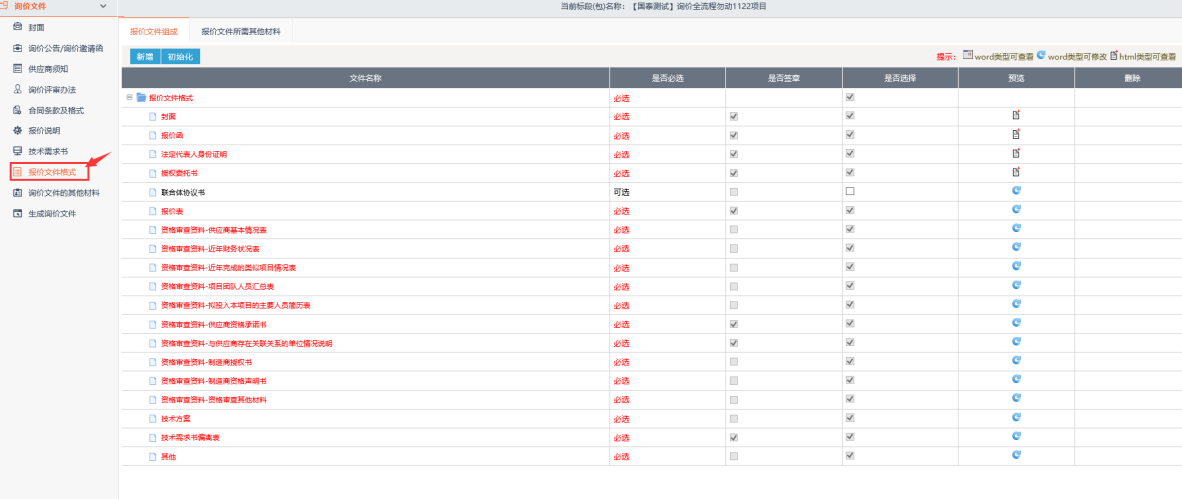 询价文件
当前标段(包)名称：【国泰测试】询价全流程勿动1122项目
封面
询价公告/询价邀请函
供应商须知
询价评审办法
合同条款及格式
报价说明
技术需求书
报价文件格式
询价文件的其他材料
生成询价文件
报价文件组成 报价文件所需其他材料
新增 初始化
提示： word类型可查看 word类型可修改 html类型可查看
文件名称 是否必选 是否签章 是否选择 预览 删除
报价文件格式 必选
封面 必选
报价函 必选
法定代表人身份证明 必选
授权委托书 必选
联合体协议书 可选
报价表 必选
资格审查资料-供应商基本情况表 必选
资格审查资料-近年财务状况表 必选
资格审查资料-近年完成的类似项目情况表 必选
资格审查资料-项目团队人员汇总表 必选
资格审查资料-拟投入本项目的主要人员简历表 必选
资格审查资料-供应商资格承诺书 必选
资格审查资料-与供应商存在关联关系的单位情况说明 必选
资格审查资料-制造商授权书 必选
资格审查资料-制造商资格声明书 必选
资格审查资料-资格审查其他材料 必选
技术方案 必选
技术需求书偏离表 必选
其他 必选